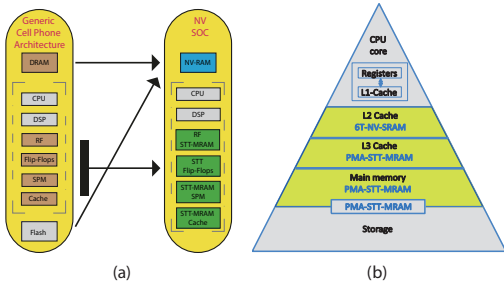 Generic
Cell Phone
Architecture
DRAM
CPU
DSP
RF
Flip-Flops
SPM
Cache
Flash
NV
SOC
NV-RAM
CPU
DSP
RF
STT-MRAM
STT
Flip-Flops
STT-MRAM
SPM
STT-MRAM
Cache
(a)
CPU
core
Registers
L1-Cache
L2 Cache
6T-NV-SRAM
L3 Cache
PMA-STT-MRAM
Main memory
PMA-STT-MRAM
PMA-STT-MRAM
Storage
(b)